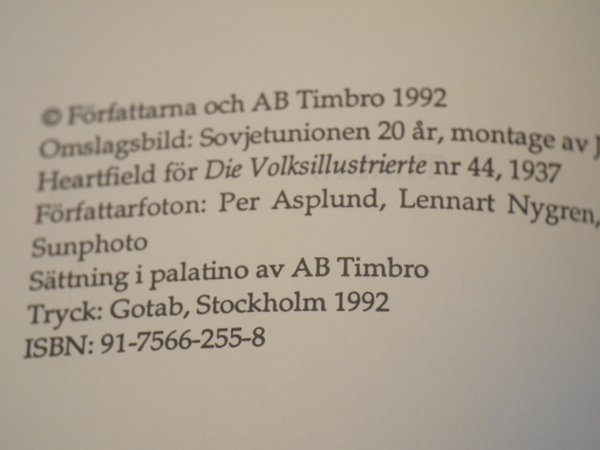 © Författarna och AB Timbro 1992
Omslagsbild: Sovjetunionen 20 år, montage av J
Heartfield för Die Volksillustrierte nr 44, 1937
Författarfoton: Per Asplund, Lennart Nygren,
Sunphoto
Sättning i palatino av AB Timbro
Tryck: Gotab, Stockholm 1992
ISBN: 91-7566-255-8